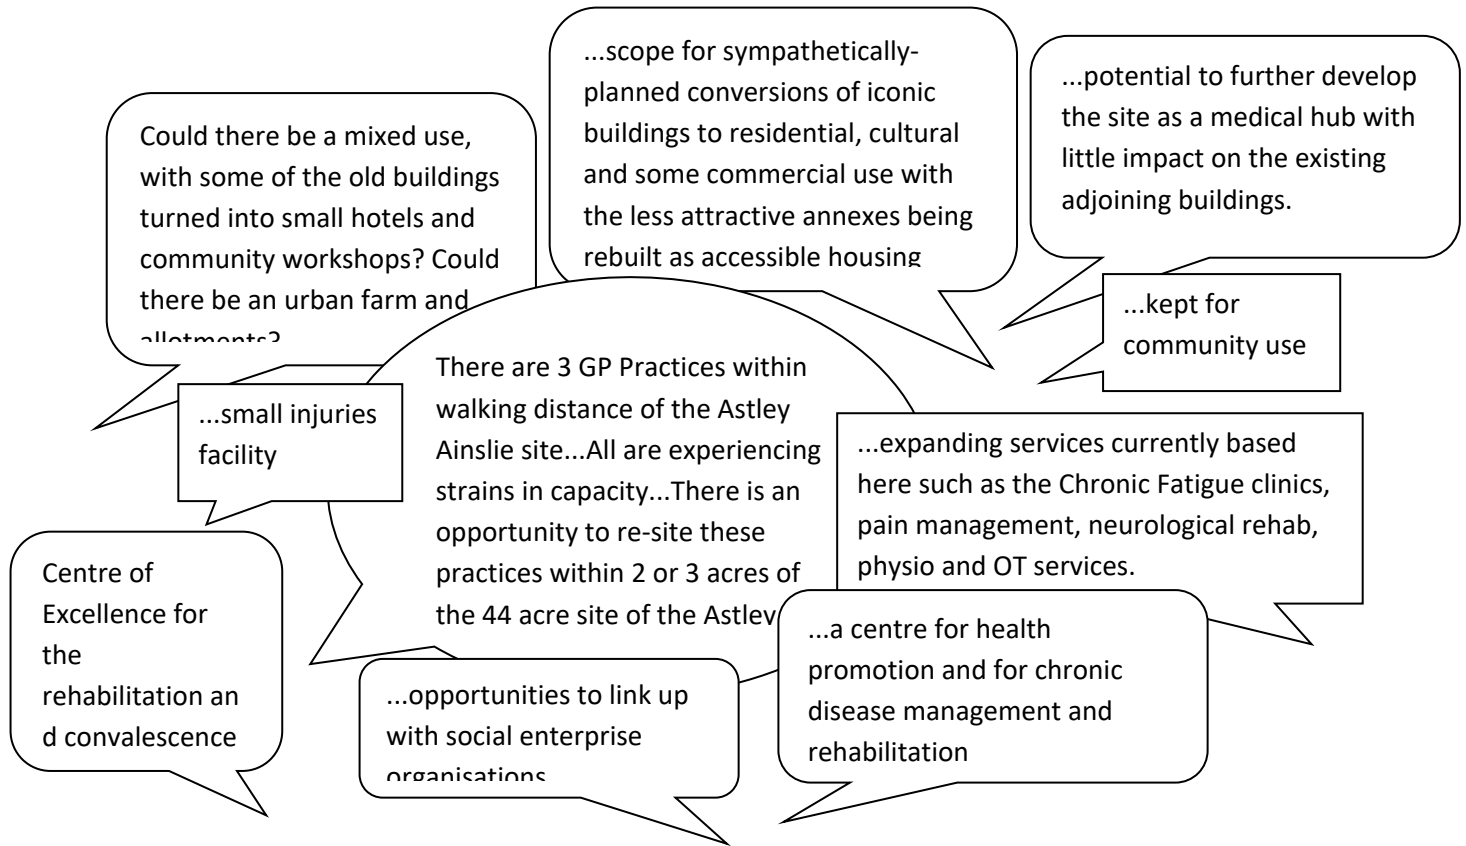 Could there be a mixed use,
with some of the old buildings
turned into small hotels and
community workshops? Could
there be an urban farm and
allotments?
...scope for sympathetically-
planned conversions of iconic
buildings to residential, cultural
and some commercial use with
the less attractive annexes being
rebuilt as accessible housing
...potential to further develop
the site as a medical hub with
little impact on the existing
adjoining buildings.
...kept for
community use
...small injuries
facility
There are 3 GP Practices within
walking distance of the Astley
Ainslie site...All are experiencing
strains in capacity...There is an
opportunity to re-site these
practices within 2 or 3 acres of
the 44 acre site of the Astley
...expanding services currently based
here such as the Chronic Fatigue clinics,
pain management, neurological rehab,
physio and OT services.
Centre of
Excellence for
the
rehabilitation an
d convalescence
...opportunities to link up
with social enterprise
organisations
...a centre for health
promotion and for chronic
disease management and
rehabilitation